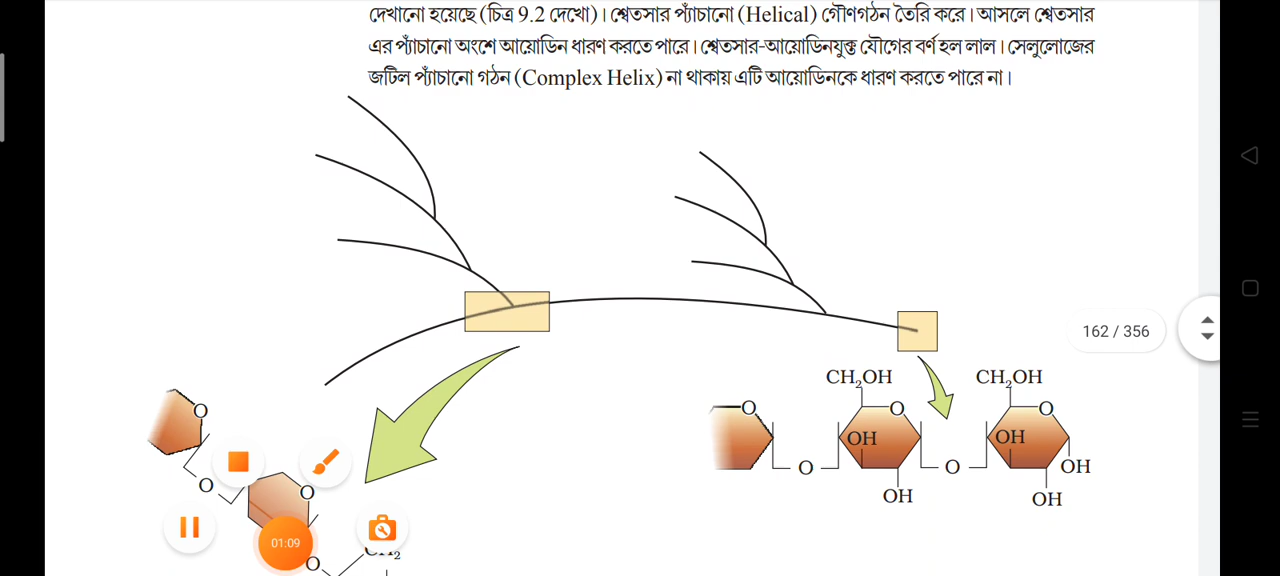 দেখানো হয়েছে (চিত্র 9.2 দেখো)। শ্বেতসার প্যাঁচানো (Helical) গৌণগঠন তৈরি করে। আসলে শ্বেতসার
এর প্যাঁচানো অংশে আয়োডিন ধারণ করতে পারে। শ্বেতসার-আয়োডিনযুক্ত যৌগের বর্ণ হল লাল। সেলুলোজের
জটিল প্যাঁচানো গঠন (Complex Helix) না থাকায় এটি আয়োডিনকে ধারণ করতে পারে না।
162 / 356
CH₂OH CH₂OH
O O O O
OH OH
O O OH
OH OH
O
O
01:09
O